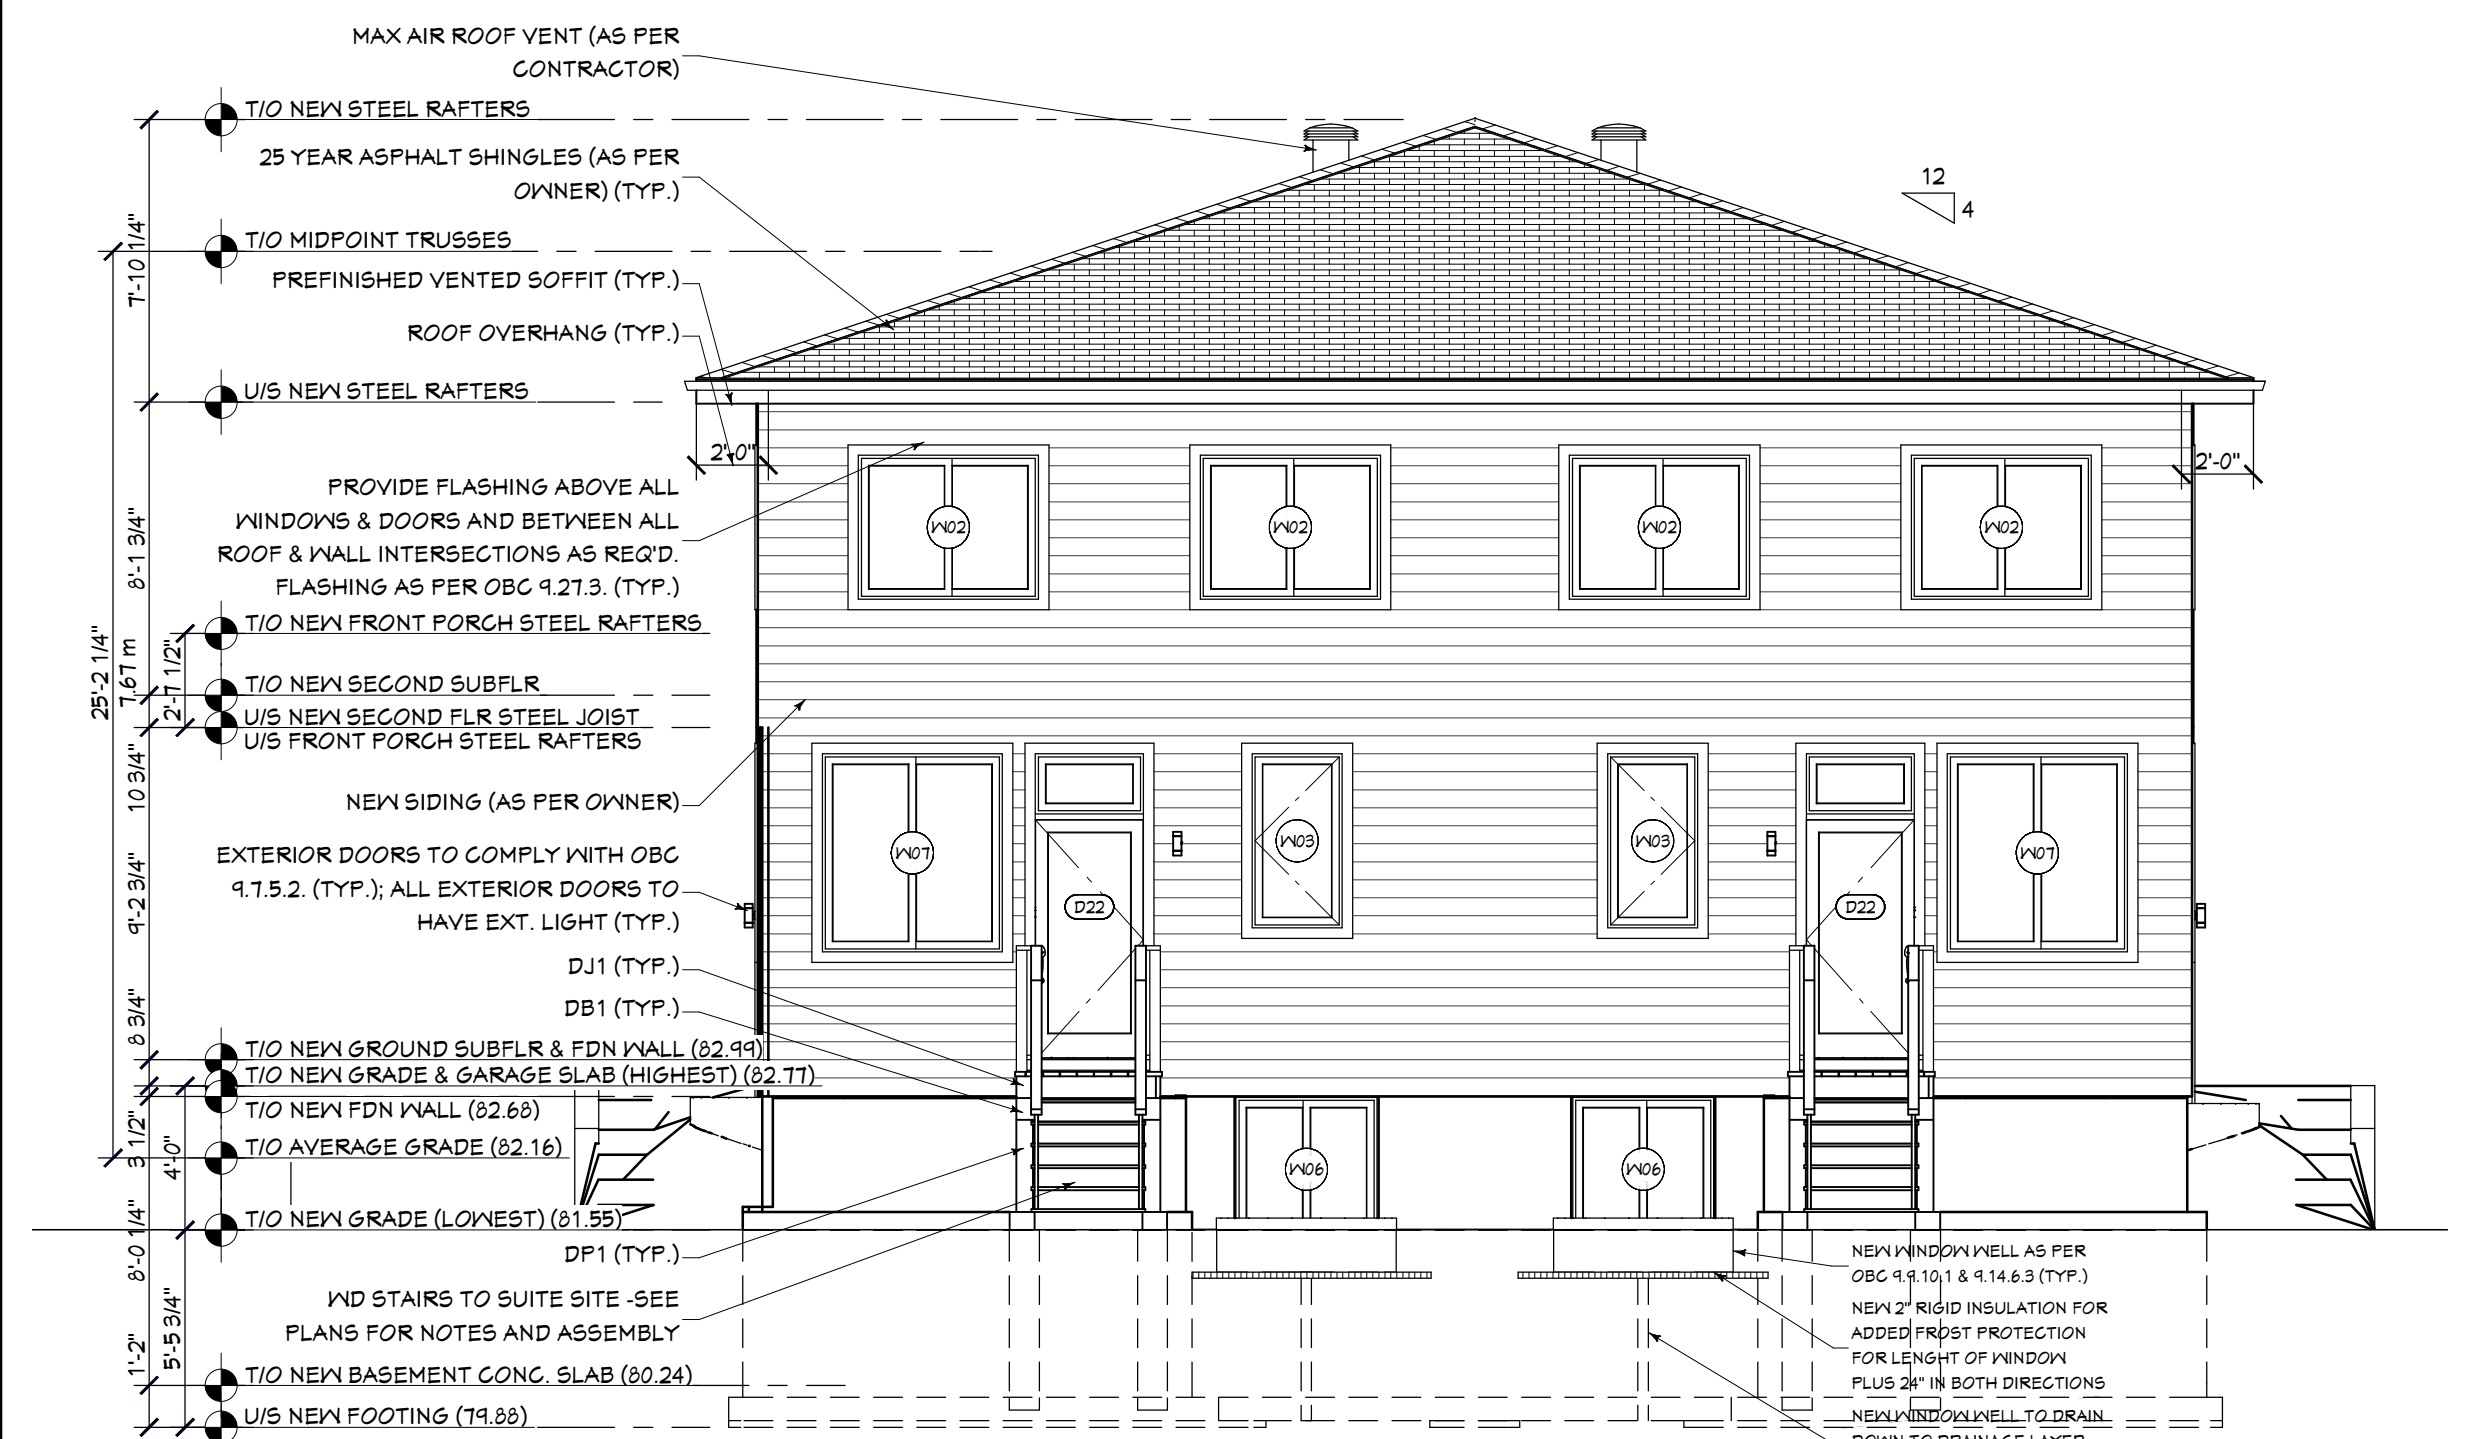 MAX AIR ROOF VENT (AS PER
CONTRACTOR)
T/O NEW STEEL RAFTERS
25 YEAR ASPHALT SHINGLES (AS PER
OWNER) (TYP.)
12
4
T/O MIDPOINT TRUSSES
7'-10 1/4"
PREFINISHED VENTED SOFFIT (TYP.)
ROOF OVERHANG (TYP.)
U/S NEW STEEL RAFTERS
2'-0"
2'-0"
PROVIDE FLASHING ABOVE ALL
WINDOWS & DOORS AND BETWEEN ALL
ROOF & WALL INTERSECTIONS AS REQ'D.
FLASHING AS PER OBC 9.27.3. (TYP.)
8'-1 3/4"
W02
W02
W02
W02
T/O NEW FRONT PORCH STEEL RAFTERS
25'-2 1/4"
7.67 m
2'-7 1/2"
T/O NEW SECOND SUBFLR
U/S NEW SECOND FLR STEEL JOIST
U/S FRONT PORCH STEEL RAFTERS
10 3/4"
NEW SIDING (AS PER OWNER)
EXTERIOR DOORS TO COMPLY WITH OBC
9.7.5.2. (TYP.); ALL EXTERIOR DOORS TO
HAVE EXT. LIGHT (TYP.)
9'-2 3/4"
W07
W03
W03
W07
D22
D22
DJ1 (TYP.)
DB1 (TYP.)
8 3/4"
T/O NEW GROUND SUBFLR & FDN WALL (82.99)
T/O NEW GRADE & GARAGE SLAB (HIGHEST) (82.77)
T/O NEW FDN WALL (82.68)
3 1/2"
4'-0"
T/O AVERAGE GRADE (82.16)
W06
W06
T/O NEW GRADE (LOWEST) (81.55)
8'-0 1/4"
DP1 (TYP.)
NEW WINDOW WELL AS PER
OBC 9.9.10.1 & 9.14.6.3 (TYP.)
WD STAIRS TO SUITE SITE -SEE
PLANS FOR NOTES AND ASSEMBLY
NEW 2" RIGID INSULATION FOR
ADDED FROST PROTECTION
FOR LENGHT OF WINDOW
PLUS 24" IN BOTH DIRECTIONS
1'-2"
5'-5 3/4"
T/O NEW BASEMENT CONC. SLAB (80.24)
U/S NEW FOOTING (79.88)
NEW WINDOW WELL TO DRAIN
DOWN TO DRAINAGE LAYER